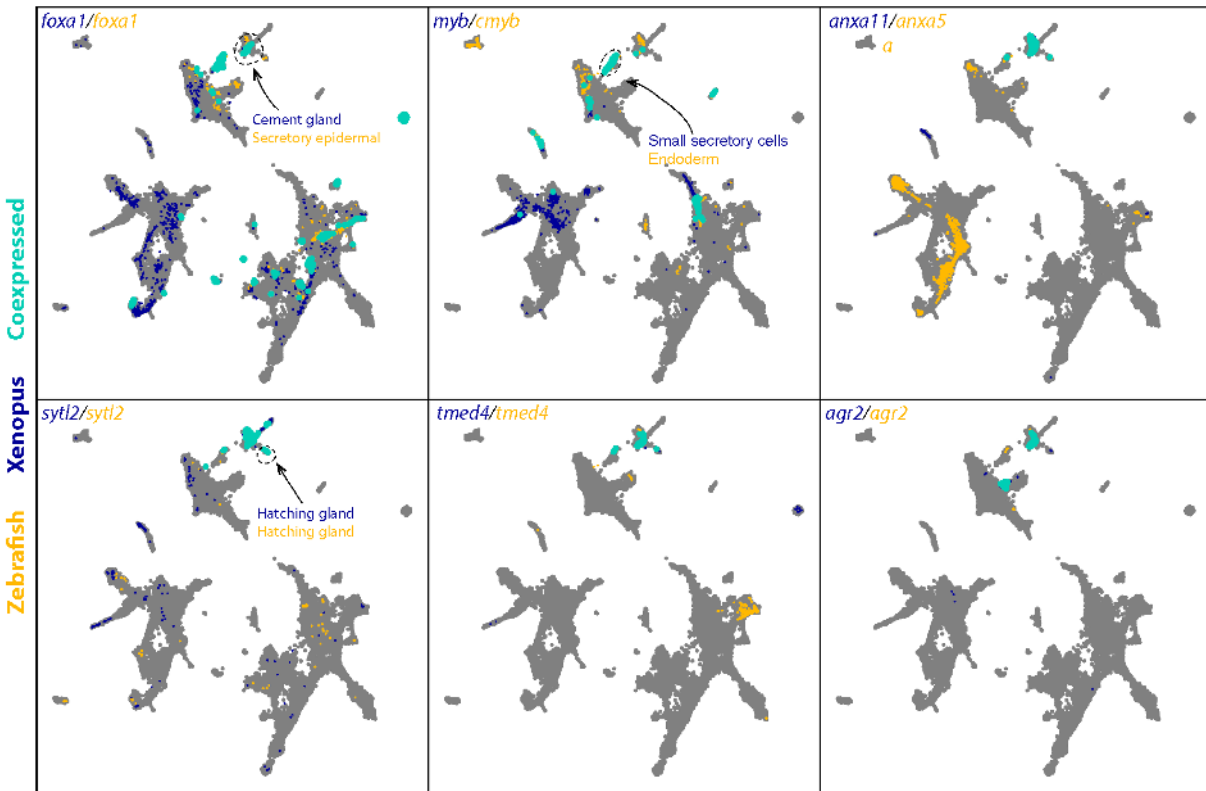 foxa1/foxa1
myb/cmyb
anxa11/anxa5
a
Cement gland
Secretory epidermal
Small secretory cells
Endoderm
Coexpressed
Xenopus
Zebrafish
sytl2/sytl2
tmed4/tmed4
agr2/agr2
Hatching gland
Hatching gland